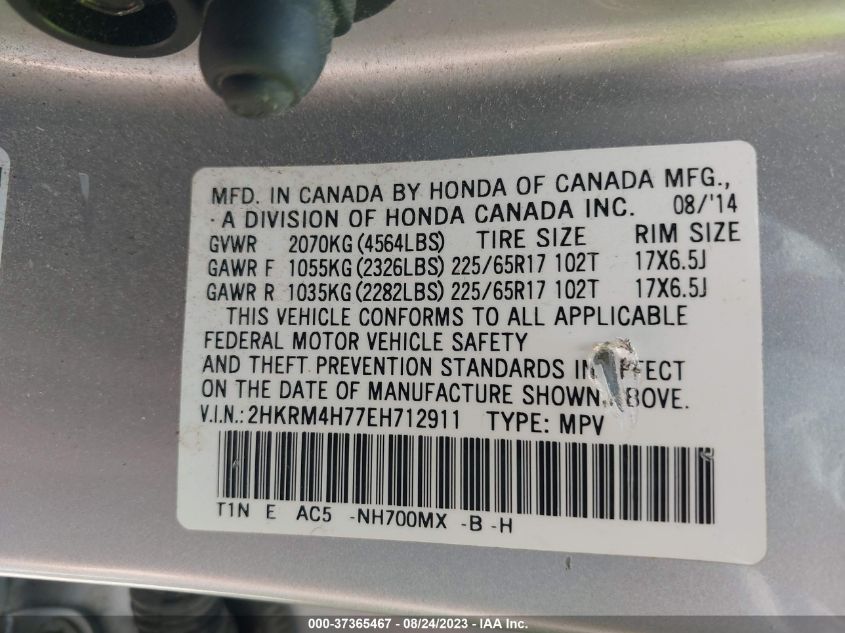 MFD. IN CANADA BY HONDA OF CANADA MFG.,
A DIVISION OF HONDA CANADA INC. 08/'14
GVWR 2070KG (4564LBS) TIRE SIZE RIM SIZE
GAWR F 1055KG (2326LBS) 225/65R17 102T 17X6.5J
GAWR R 1035KG (2282LBS) 225/65R17 102T 17X6.5J
THIS VEHICLE CONFORMS TO ALL APPLICABLE
FEDERAL MOTOR VEHICLE SAFETY
AND THEFT PREVENTION STANDARDS IN
ON THE DATE OF MANUFACTURE SHOWN
V.I.N.: 2HKRM4H77EH712911 TYPE: MPV
T1N E AC5 -NH700MX -B -H
000-37365467 - 08/24/2023 - IAA Inc.